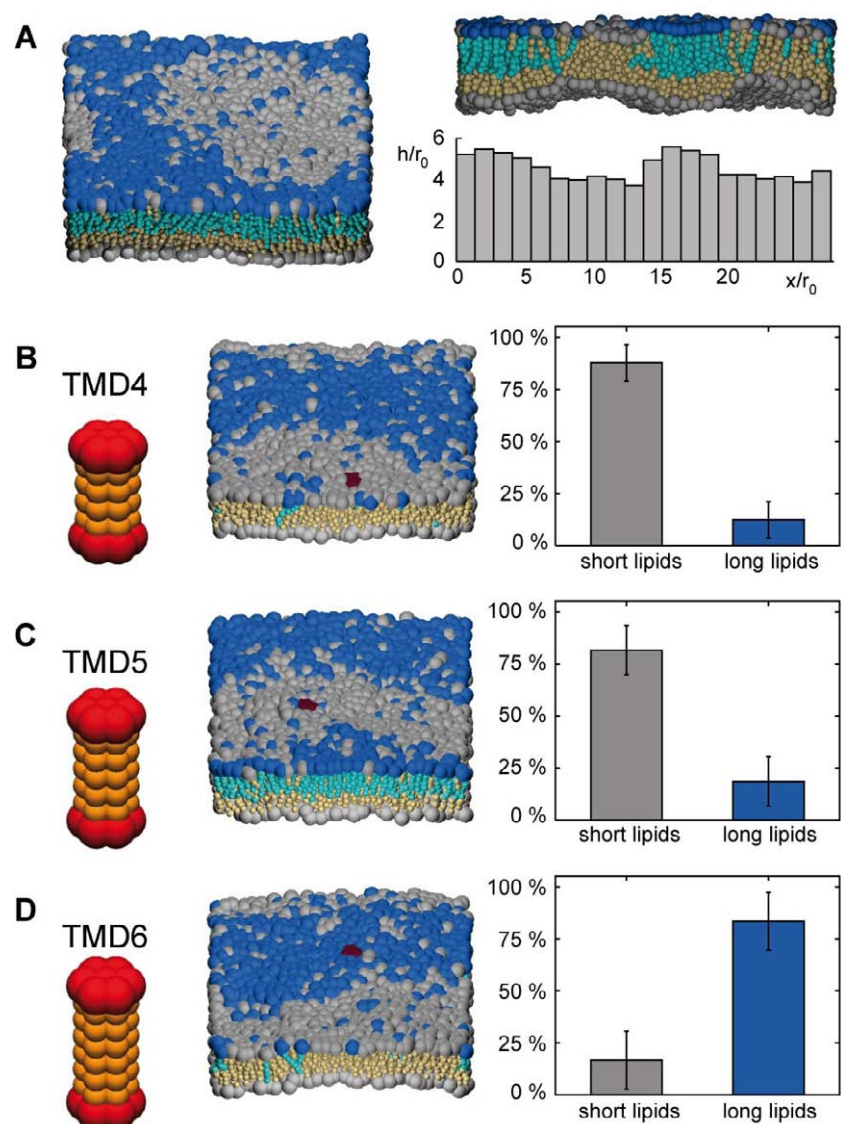 A
h/r0
6
4
2
0
0 5 10 15 20 x/r0
B
TMD4
100 %
75 %
50 %
25 %
0 %
short lipids long lipids
C
TMD5
100 %
75 %
50 %
25 %
0 %
short lipids long lipids
D
TMD6
100 %
75 %
50 %
25 %
0 %
short lipids long lipids